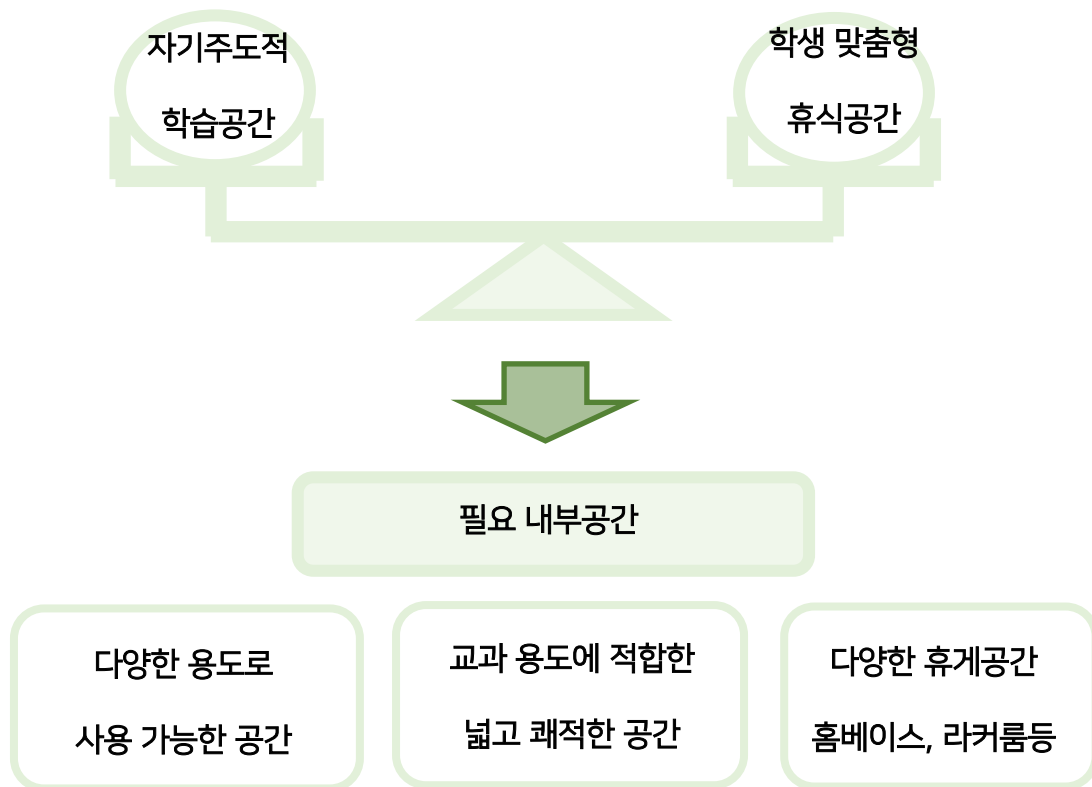 자기주도적
학습공간
학생 맞춤형
휴식공간
필요 내부공간
다양한 용도로
사용 가능한 공간
교과 용도에 적합한
넓고 쾌적한 공간
다양한 휴게공간
홈베이스, 라커룸등